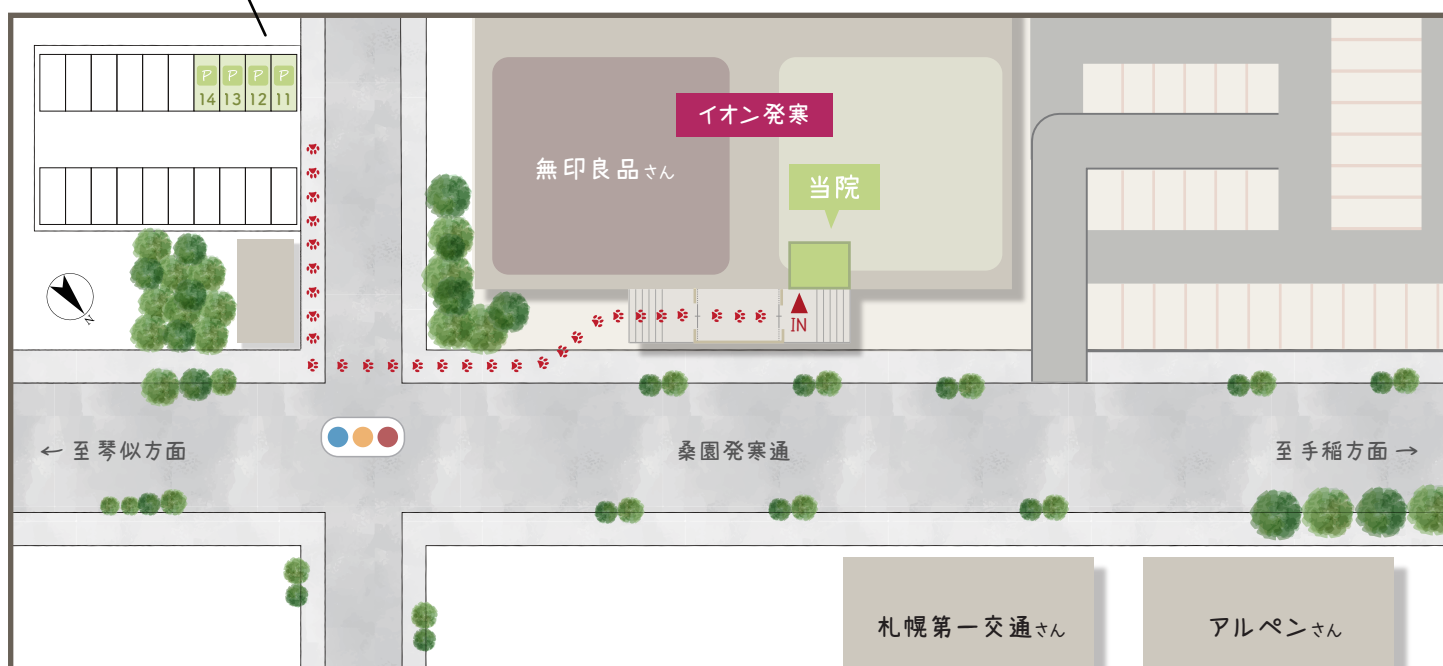 P P P P
14 13 12 11
イオン発寒
無印良品さん
当院
N
IN
← 至琴似方面
桑園発寒通
至手稲方面 →
札幌第一交通さん
アルペンさん